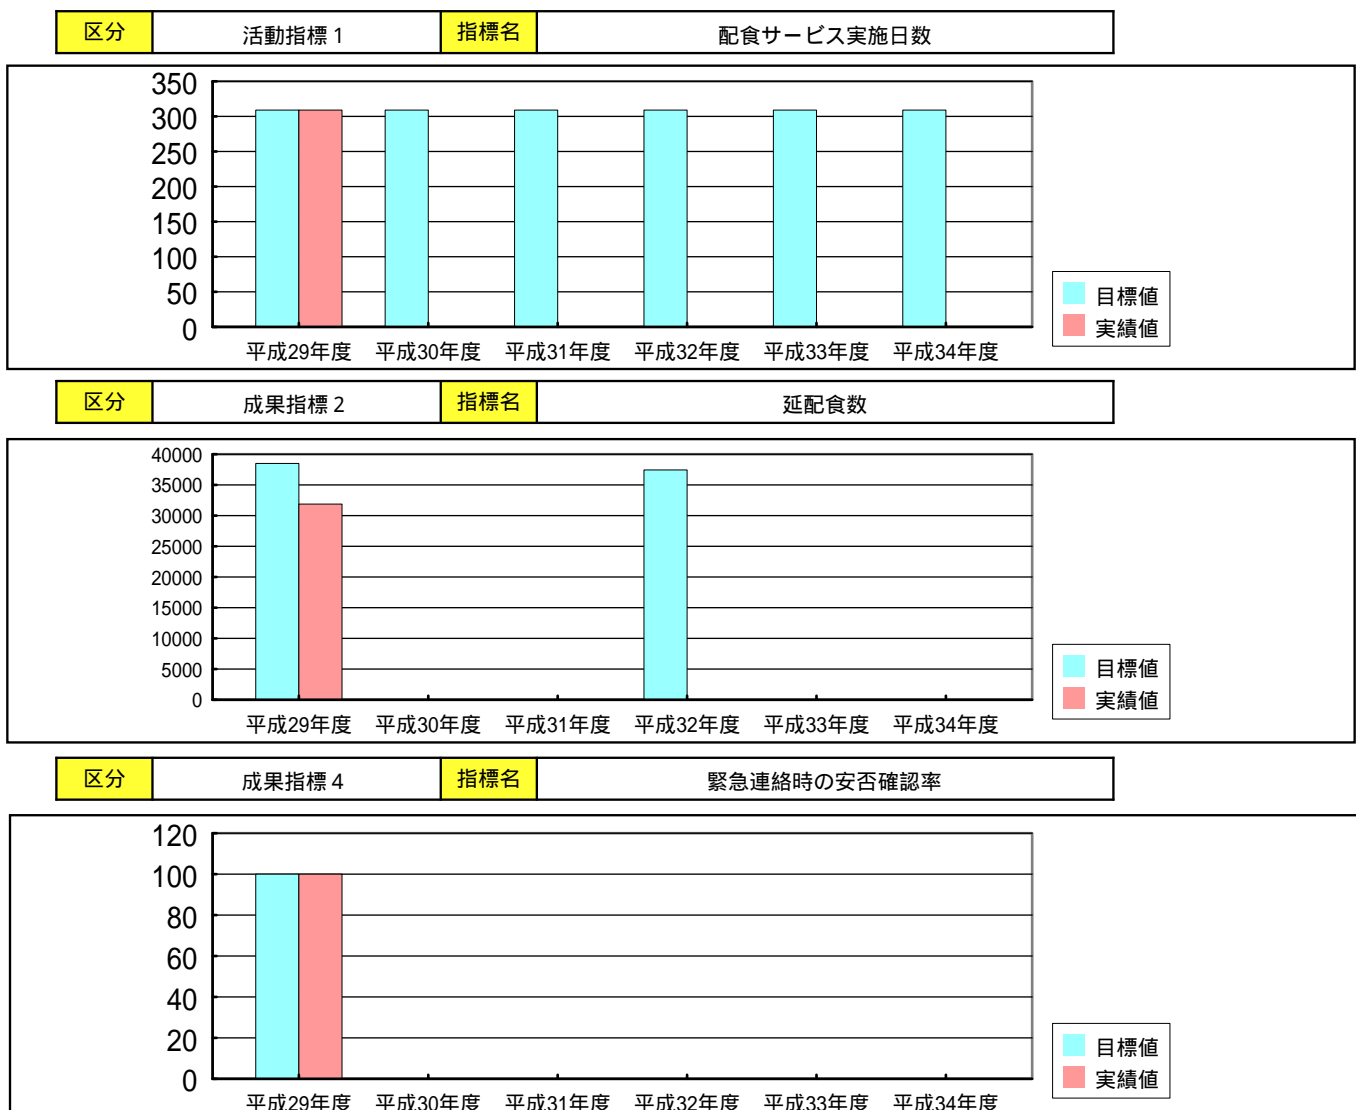 区分 活動指標1 指標名 配食サービス実施日数
350
300
250
200
150
100
50
0
目標値
実績値
平成29年度 平成30年度 平成31年度 平成32年度 平成33年度 平成34年度
区分 成果指標2 指標名 延配食数
40000
35000
30000
25000
20000
15000
10000
5000
0
目標値
実績値
平成29年度 平成30年度 平成31年度 平成32年度 平成33年度 平成34年度
区分 成果指標4 指標名 緊急連絡時の安否確認率
120
100
80
60
40
20
0
目標値
実績値
平成29年度 平成30年度 平成31年度 平成32年度 平成33年度 平成34年度